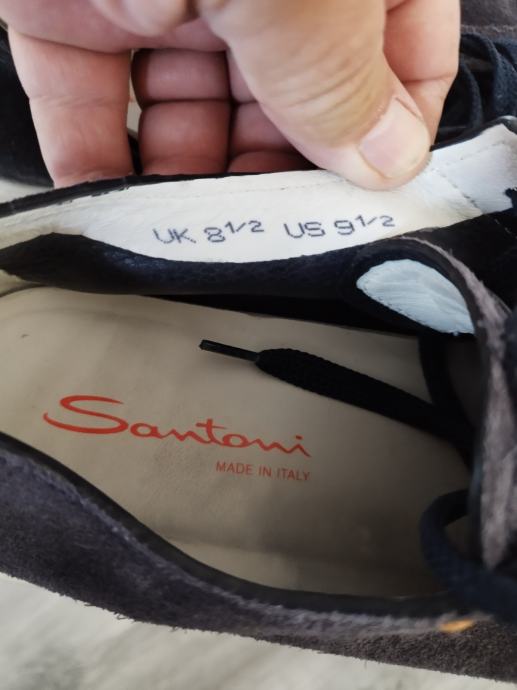 UK 8 1/2 US 9 1/2
Santoni
MADE IN ITALY